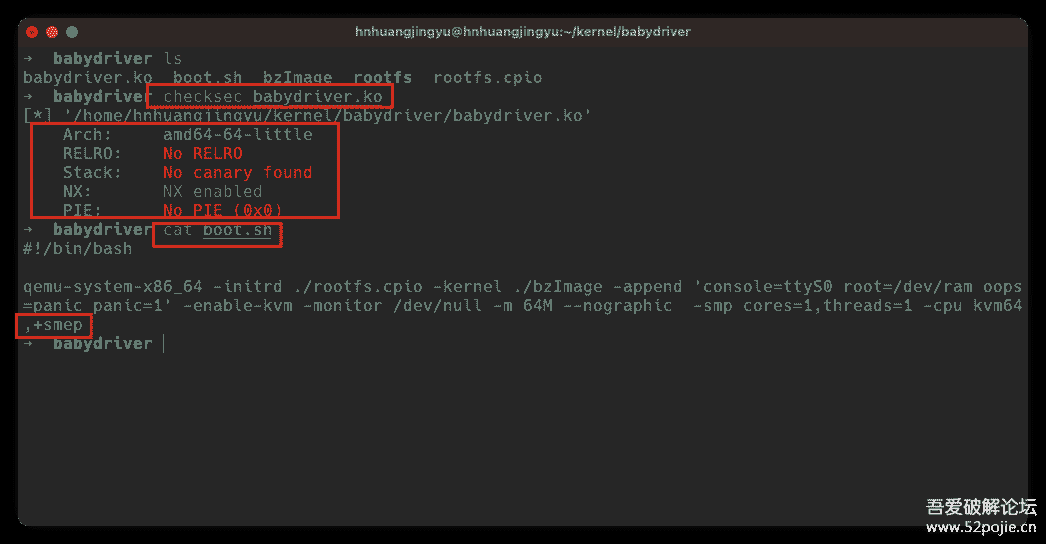 hnhuangjingyu@hnhuangjingyu:~/kernel/babydriver
→ babydriver ls
babydriver.ko boot.sh bzImage rootfs rootfs.cpio
→ babydriver checksec babydriver.ko
[*] '/home/hnhuangjingyu/kernel/babydriver/babydriver.ko'
Arch: amd64-64-little
RELRO: No RELRO
Stack: No canary found
NX: NX enabled
PIE: No PIE (0x0)
→ babydriver cat boot.sh
#!/bin/bash
qemu-system-x86_64 -initrd ./rootfs.cpio -kernel ./bzImage -append 'console=ttyS0 root=/dev/ram oops
=panic panic=1' -enable-kvm -monitor /dev/null -m 64M --nographic -smp cores=1,threads=1 -cpu kvm64
,+smep
→ babydriver
吾爱破解论坛
www.52pojie.cn